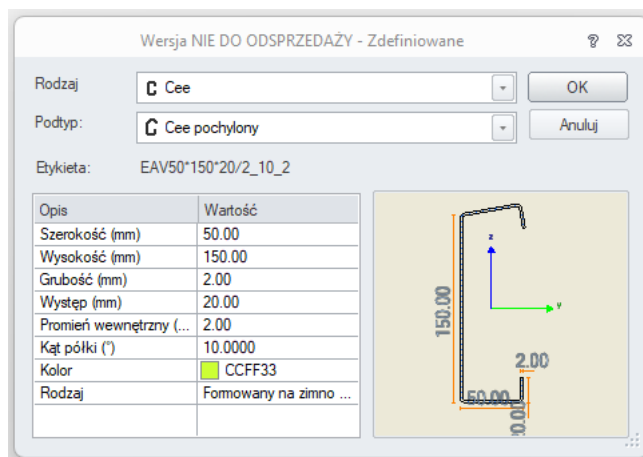 Wersja NIE DO ODSPRZEDAŻY - Zdefiniowane
Rodzaj
Cee
OK
Podtyp:
Cee pochylony
Anuluj
Etykieta: EAV50*150*20/2_10_2
Opis Wartość
Szerokość (mm) 50.00
Wysokość (mm) 150.00
Grubość (mm) 2.00
Występ (mm) 20.00
Promień wewnętrzny (... 2.00
Kąt półki (°) 10.0000
Kolor CCFF33
Rodzaj Formowany na zimno ...
z
y
150.00
2.00
50.00
20.00